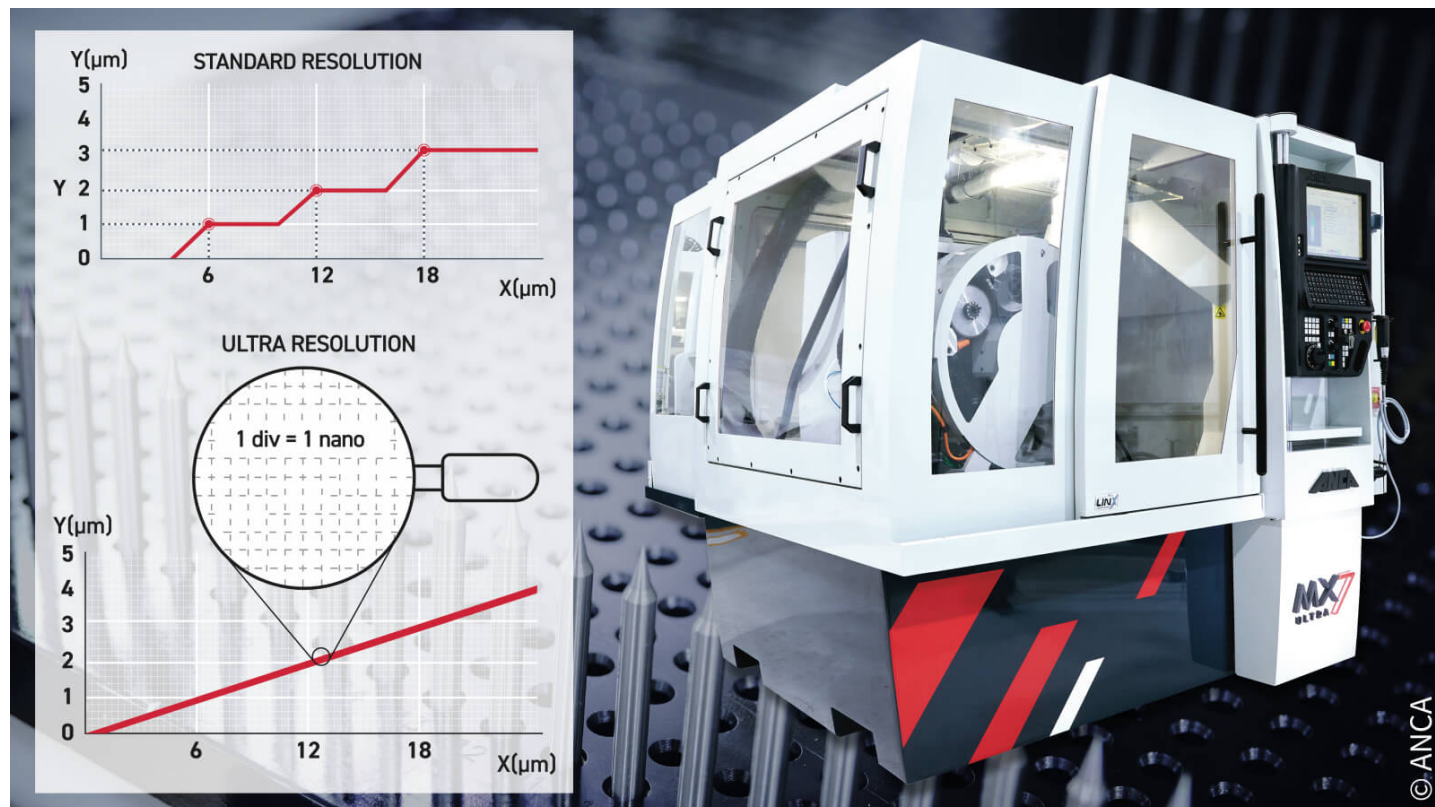 Y(µm)
STANDARD RESOLUTION
5
4
3
Y 2
1
0
6 12 18
X(µm)
ULTRA RESOLUTION
1 div = 1 nano
Y(µm)
5
4
3
2
1
0
6 12 18
X(µm)
LINX
ANCA
MX7
ULTRA
© ANCA